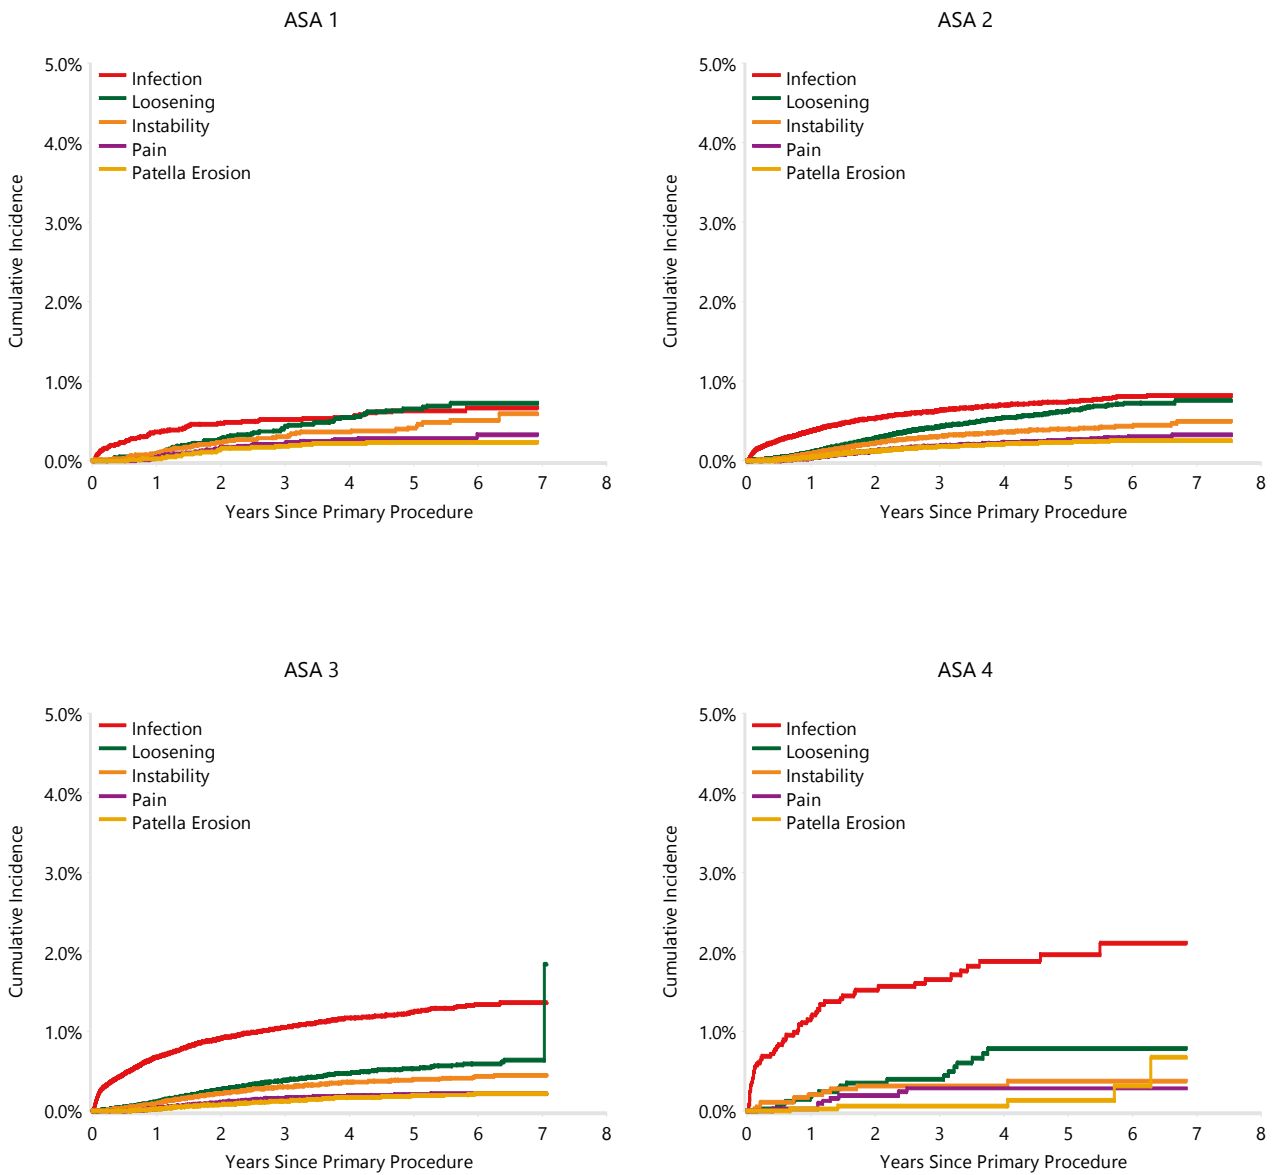 ASA 1
5.0%
4.0%
3.0%
2.0%
1.0%
0.0%
Cumulative Incidence
Infection
Loosening
Instability
Pain
Patella Erosion
0 1 2 3 4 5 6 7 8
Years Since Primary Procedure
ASA 2
5.0%
4.0%
3.0%
2.0%
1.0%
0.0%
Cumulative Incidence
Infection
Loosening
Instability
Pain
Patella Erosion
0 1 2 3 4 5 6 7 8
Years Since Primary Procedure
ASA 3
5.0%
4.0%
3.0%
2.0%
1.0%
0.0%
Cumulative Incidence
Infection
Loosening
Instability
Pain
Patella Erosion
0 1 2 3 4 5 6 7 8
Years Since Primary Procedure
ASA 4
5.0%
4.0%
3.0%
2.0%
1.0%
0.0%
Cumulative Incidence
Infection
Loosening
Instability
Pain
Patella Erosion
0 1 2 3 4 5 6 7 8
Years Since Primary Procedure